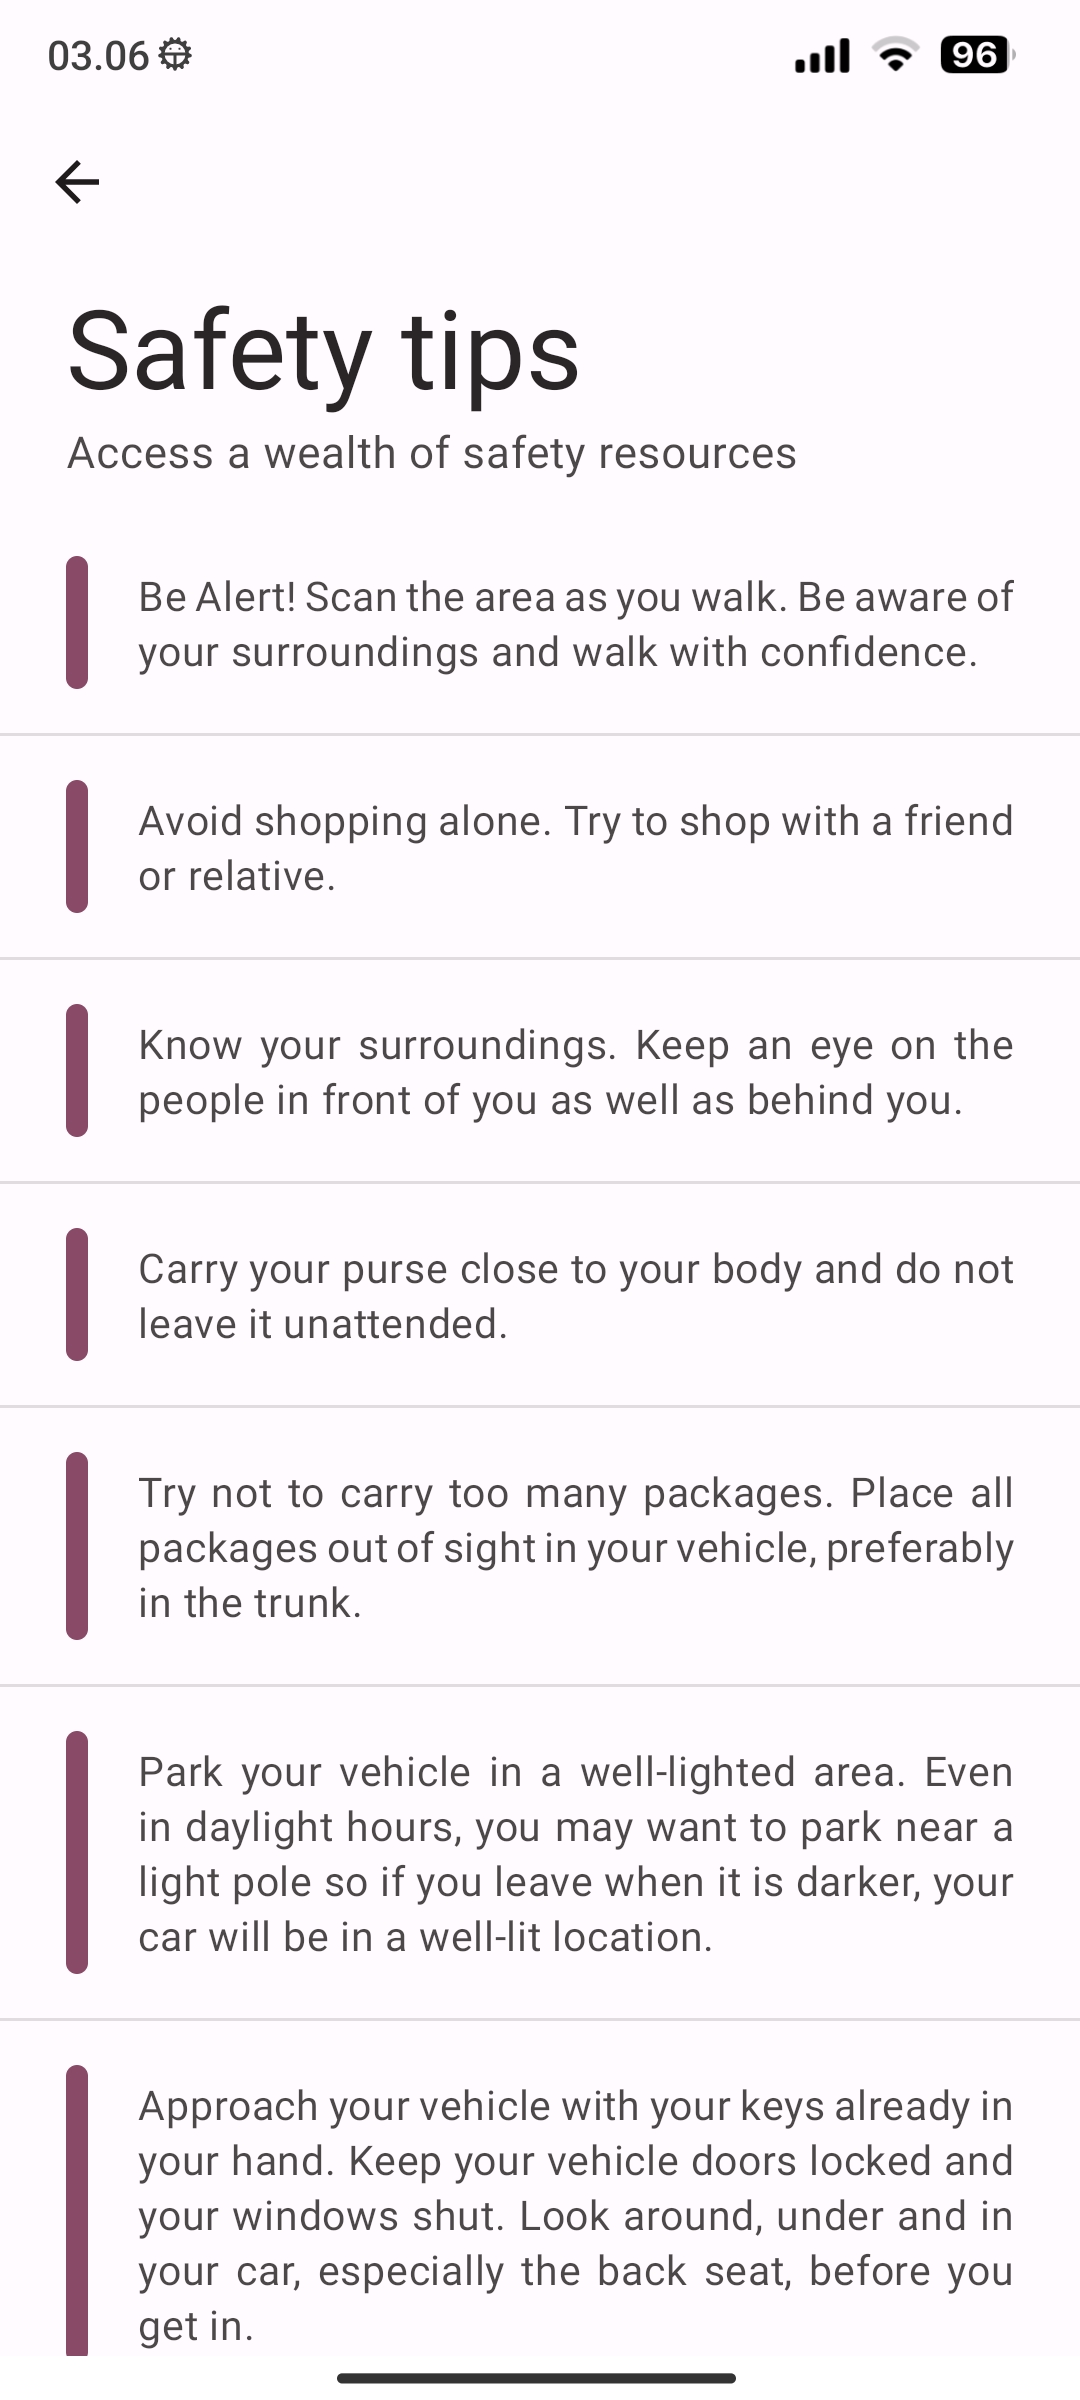 03.06
96
Safety tips
Access a wealth of safety resources
Be Alert! Scan the area as you walk. Be aware of
your surroundings and walk with confidence.
Avoid shopping alone. Try to shop with a friend
or relative.
Know your surroundings. Keep an eye on the
people in front of you as well as behind you.
Carry your purse close to your body and do not
leave it unattended.
Try not to carry too many packages. Place all
packages out of sight in your vehicle, preferably
in the trunk.
Park your vehicle in a well-lighted area. Even
in daylight hours, you may want to park near a
light pole so if you leave when it is darker, your
car will be in a well-lit location.
Approach your vehicle with your keys already in
your hand. Keep your vehicle doors locked and
your windows shut. Look around, under and in
your car, especially the back seat, before you
get in.